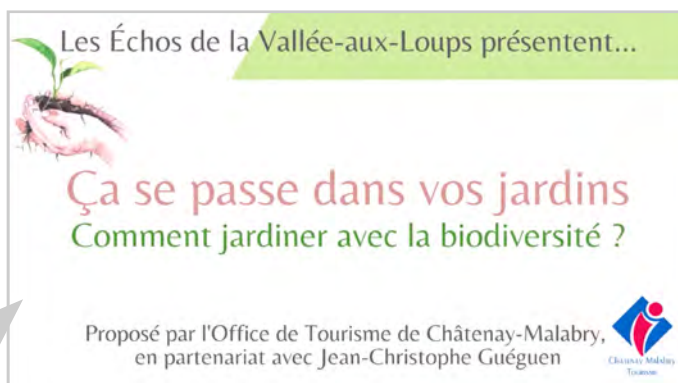 Les Échos de la Vallée-aux-Loups présentent...
Ça se passe dans vos jardins
Comment jardiner avec la biodiversité ?
Proposé par l'Office de Tourisme de Châtenay-Malabry,
en partenariat avec Jean-Christophe Guéguen
Châtenay Malabry
Tourisme